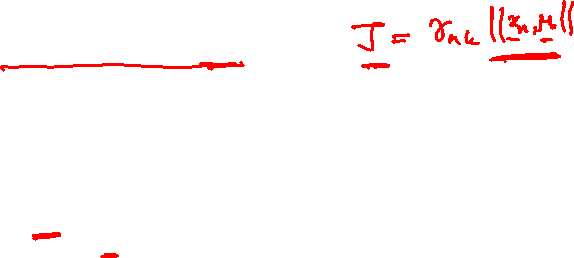 J = γₙₖ ||xₙ, μₖ||